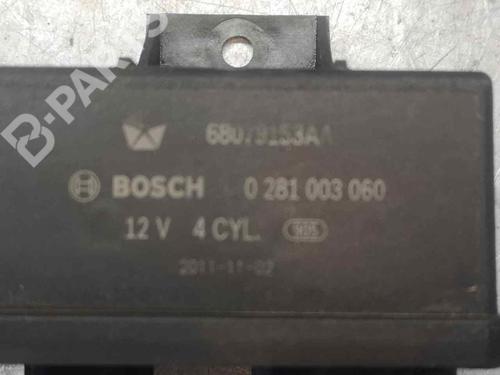 68079153AA
BOSCH 0 281 003 060
12 V 4 CYL.
2011-11-02
B-PARTS